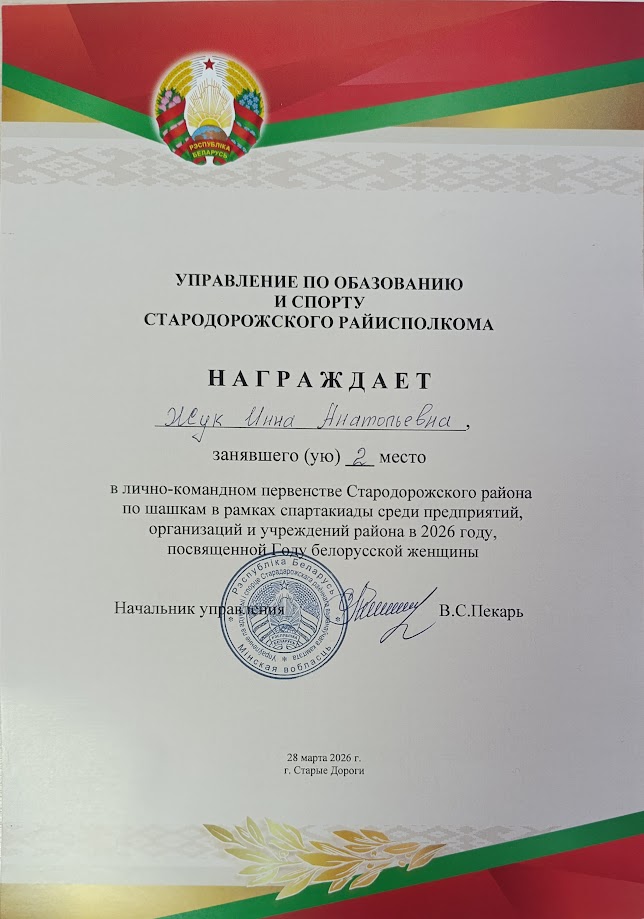 РЭСПУБЛІКА
БЕЛАРУСЬ
УПРАВЛЕНИЕ ПО ОБАЗОВАНИЮ
И СПОРТУ
СТАРОДОРОЖСКОГО РАЙИСПОЛКОМА
НАГРАЖДАЕТ
Жук Инна Анатольевна,
занявшего (ую) 2 место
в лично-командном первенстве Стародорожского района
по шашкам в рамках спартакиады среди предприятий,
организаций и учреждений района в 2026 году,
посвященной Году белорусской женщины
Рэспубліка Беларусь
Мінская вобласць
Начальник управления В.С.Пекарь
28 марта 2026 г.
г. Старые Дороги